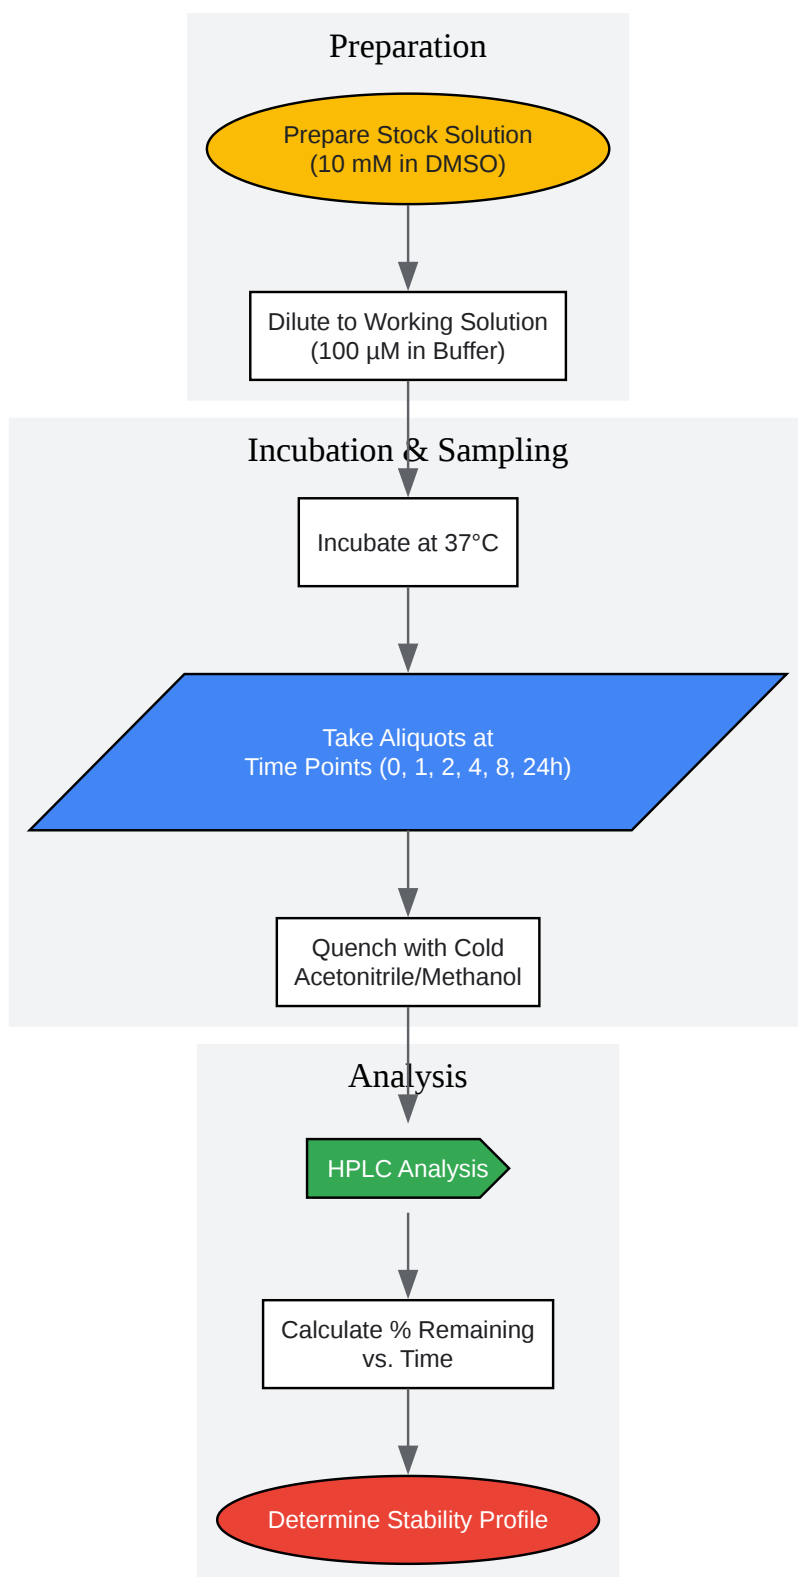 Preparation
Prepare Stock Solution
(10 mM in DMSO)
Dilute to Working Solution
(100 µM in Buffer)
Incubation & Sampling
Incubate at 37°C
Take Aliquots at
Time Points (0, 1, 2, 4, 8, 24h)
Quench with Cold
Acetonitrile/Methanol
Analysis
HPLC Analysis
Calculate % Remaining
vs. Time
Determine Stability Profile